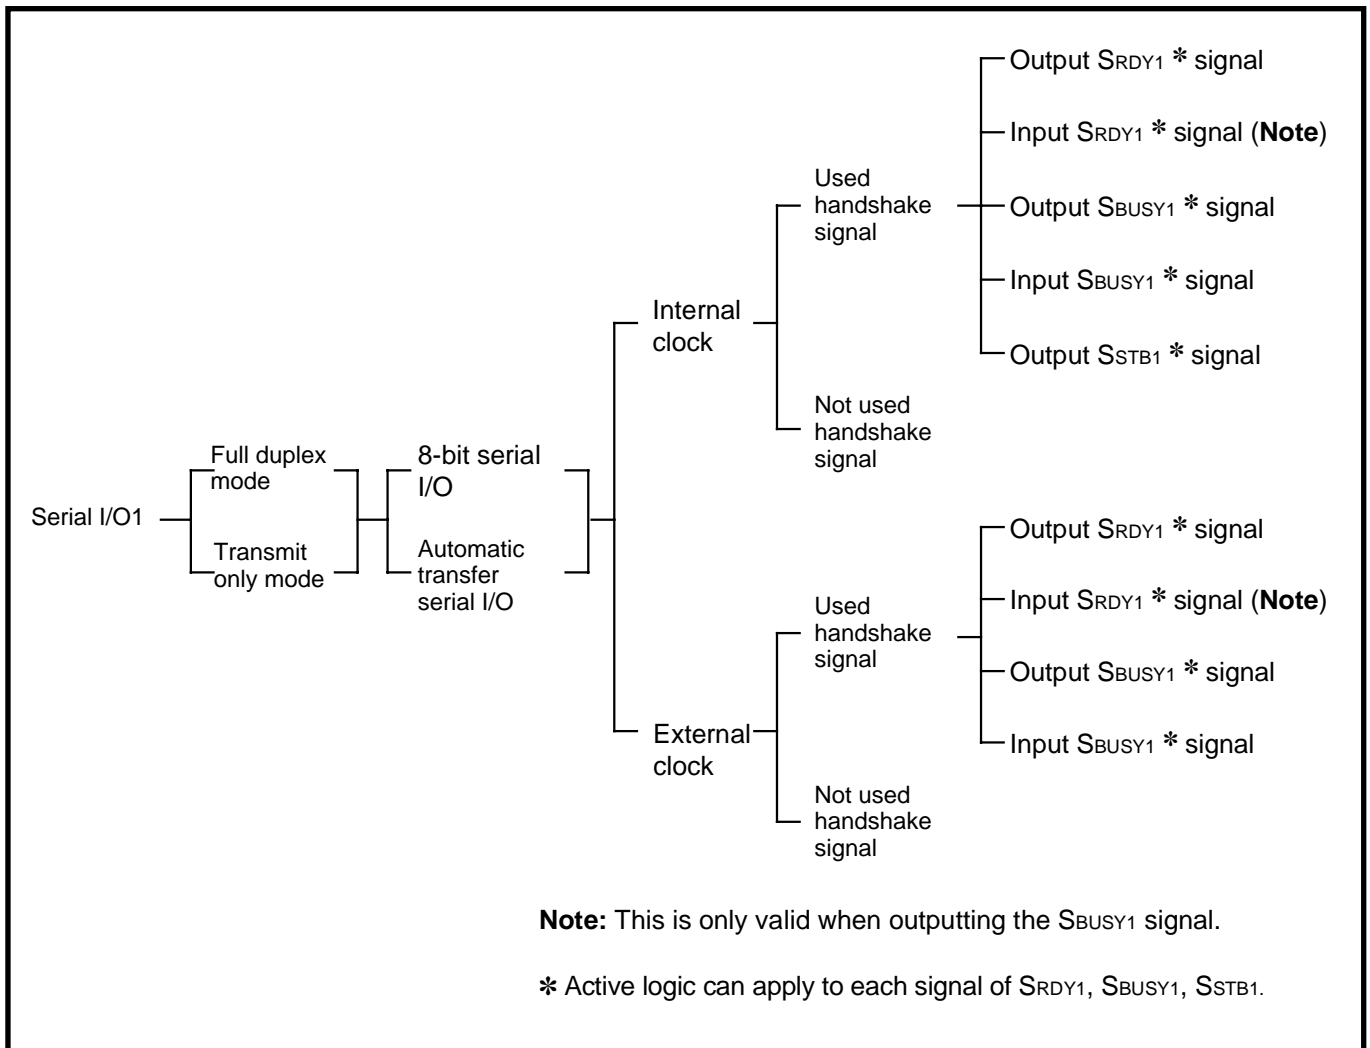 Serial I/O1
Full duplex
mode
Transmit
only mode
8-bit serial
I/O
Automatic
transfer
serial I/O
Internal
clock
Used
handshake
signal
Output SRDY1 * signal
Input SRDY1 * signal (Note)
Output SBUSY1 * signal
Input SBUSY1 * signal
Output SSTB1 * signal
Not used
handshake
signal
External
clock
Used
handshake
signal
Output SRDY1 * signal
Input SRDY1 * signal (Note)
Output SBUSY1 * signal
Input SBUSY1 * signal
Not used
handshake
signal
Note: This is only valid when outputting the SBUSY1 signal.
* Active logic can apply to each signal of SRDY1, SBUSY1, SSTB1.